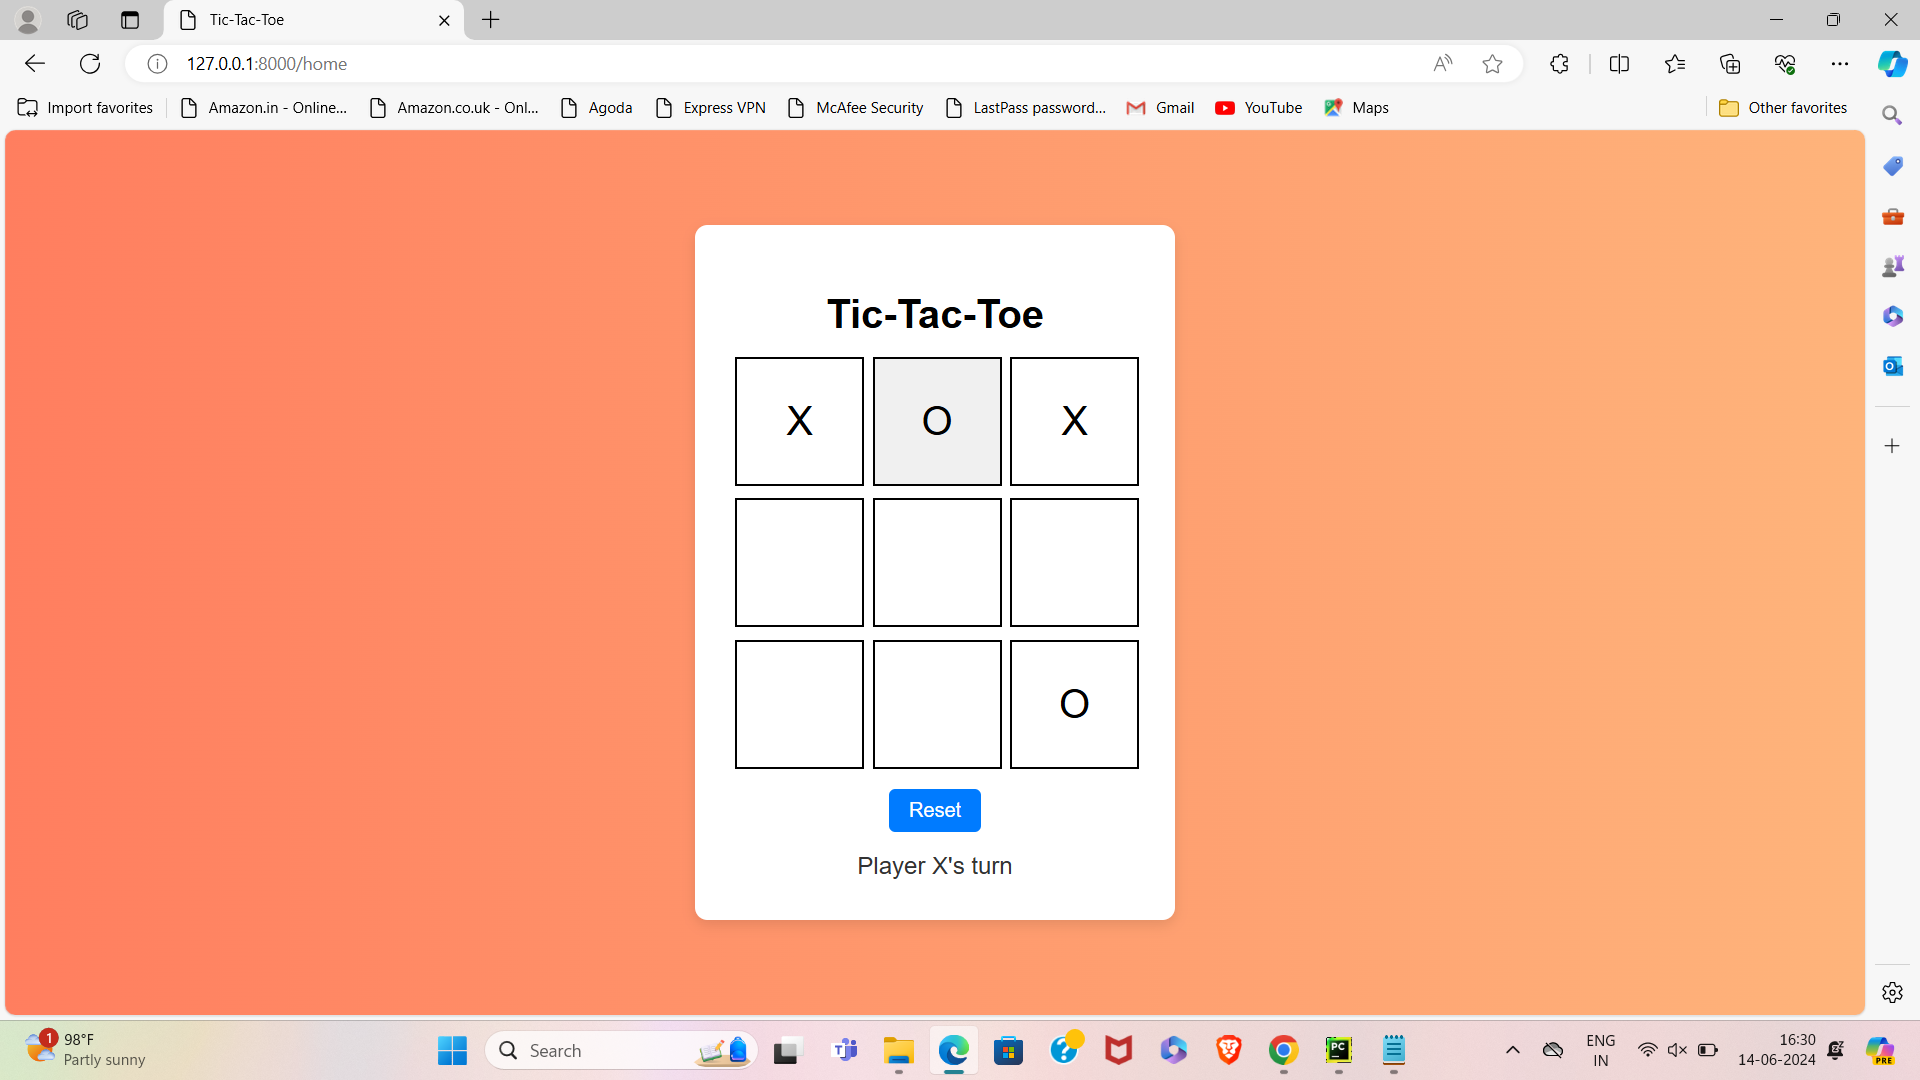 Tic-Tac-Toe
127.0.0.1:8000/home
Import favorites Amazon.in - Online... Amazon.co.uk - Onl... Agoda Express VPN McAfee Security LastPass password... Gmail YouTube Maps Other favorites
Tic-Tac-Toe
X O X
O
Reset
Player X's turn
1 98°F
Partly sunny
Search
PC
ENG
IN
16:30
14-06-2024
PRE